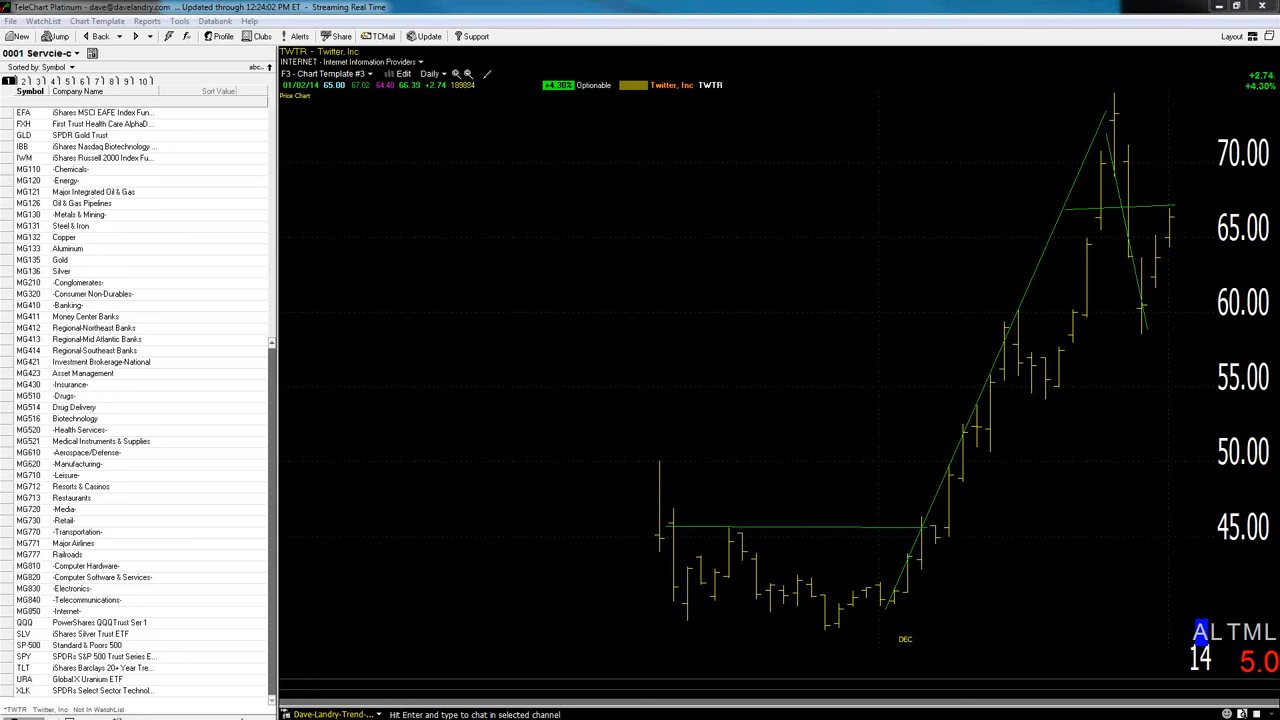 TeleChart Platinum - dave@davelandry.com ... Updated through 12:24:02 PM ET - Streaming Real Time
File WatchList Chart Template Reports Tools Databank Help
New Jump Back Profile Clubs Alerts Share TCMail Update Support Layout
0001 Servcie-c
Sorted by: Symbol abc..
1 2 3 4 5 6 7 8 9 10
Symbol Company Name Sort Value
EFA iShares MSCI EAFE Index Fun...
FXH First Trust Health Care AlphaD...
GLD SPDR Gold Trust
IBB iShares Nasdaq Biotechnology ...
IWM iShares Russell 2000 Index Fu...
MG110 -Chemicals-
MG120 -Energy-
MG121 Major Integrated Oil & Gas
MG126 Oil & Gas Pipelines
MG130 -Metals & Mining-
MG131 Steel & Iron
MG132 Copper
MG133 Aluminum
MG135 Gold
MG136 Silver
MG210 -Conglomerates-
MG320 -Consumer Non-Durables-
MG410 -Banking-
MG411 Money Center Banks
MG412 Regional-Northeast Banks
MG413 Regional-Mid Atlantic Banks
MG414 Regional-Southeast Banks
MG421 Investment Brokerage-National
MG423 Asset Management
MG430 -Insurance-
MG510 -Drugs-
MG514 Drug Delivery
MG516 Biotechnology
MG520 -Health Services-
MG521 Medical Instruments & Supplies
MG610 -Aerospace/Defense-
MG620 -Manufacturing-
MG710 -Leisure-
MG712 Resorts & Casinos
MG713 Restaurants
MG720 -Media-
MG730 -Retail-
MG770 -Transportation-
MG771 Major Airlines
MG777 Railroads
MG810 -Computer Hardware-
MG820 -Computer Software & Services-
MG830 -Electronics-
MG840 -Telecommunications-
MG850 -Internet-
QQQ PowerShares QQQTrust Ser 1
SLV iShares Silver Trust ETF
SP-500 Standard & Poors 500
SPY SPDRs S&P 500 Trust Series E...
TLT iShares Barclays 20+ Year Tre...
URA Global X Uranium ETF
XLK SPDRs Select Sector Technol...
*TWTR Twitter, Inc Not In WatchList
TWTR - Twitter, Inc
INTERNET - Internet Information Providers
F3 - Chart Template #3 Edit Daily
01/02/14 65.00 67.02 64.40 66.39 +2.74 189884 +4.30% Optionable Twitter, Inc TWTR
Price Chart
+2.74
+4.30%
70.00
65.00
60.00
55.00
50.00
45.00
DEC
A L T M L
14 5.0
Dave-Landry-Trend-... Hit Enter and type to chat in selected channel